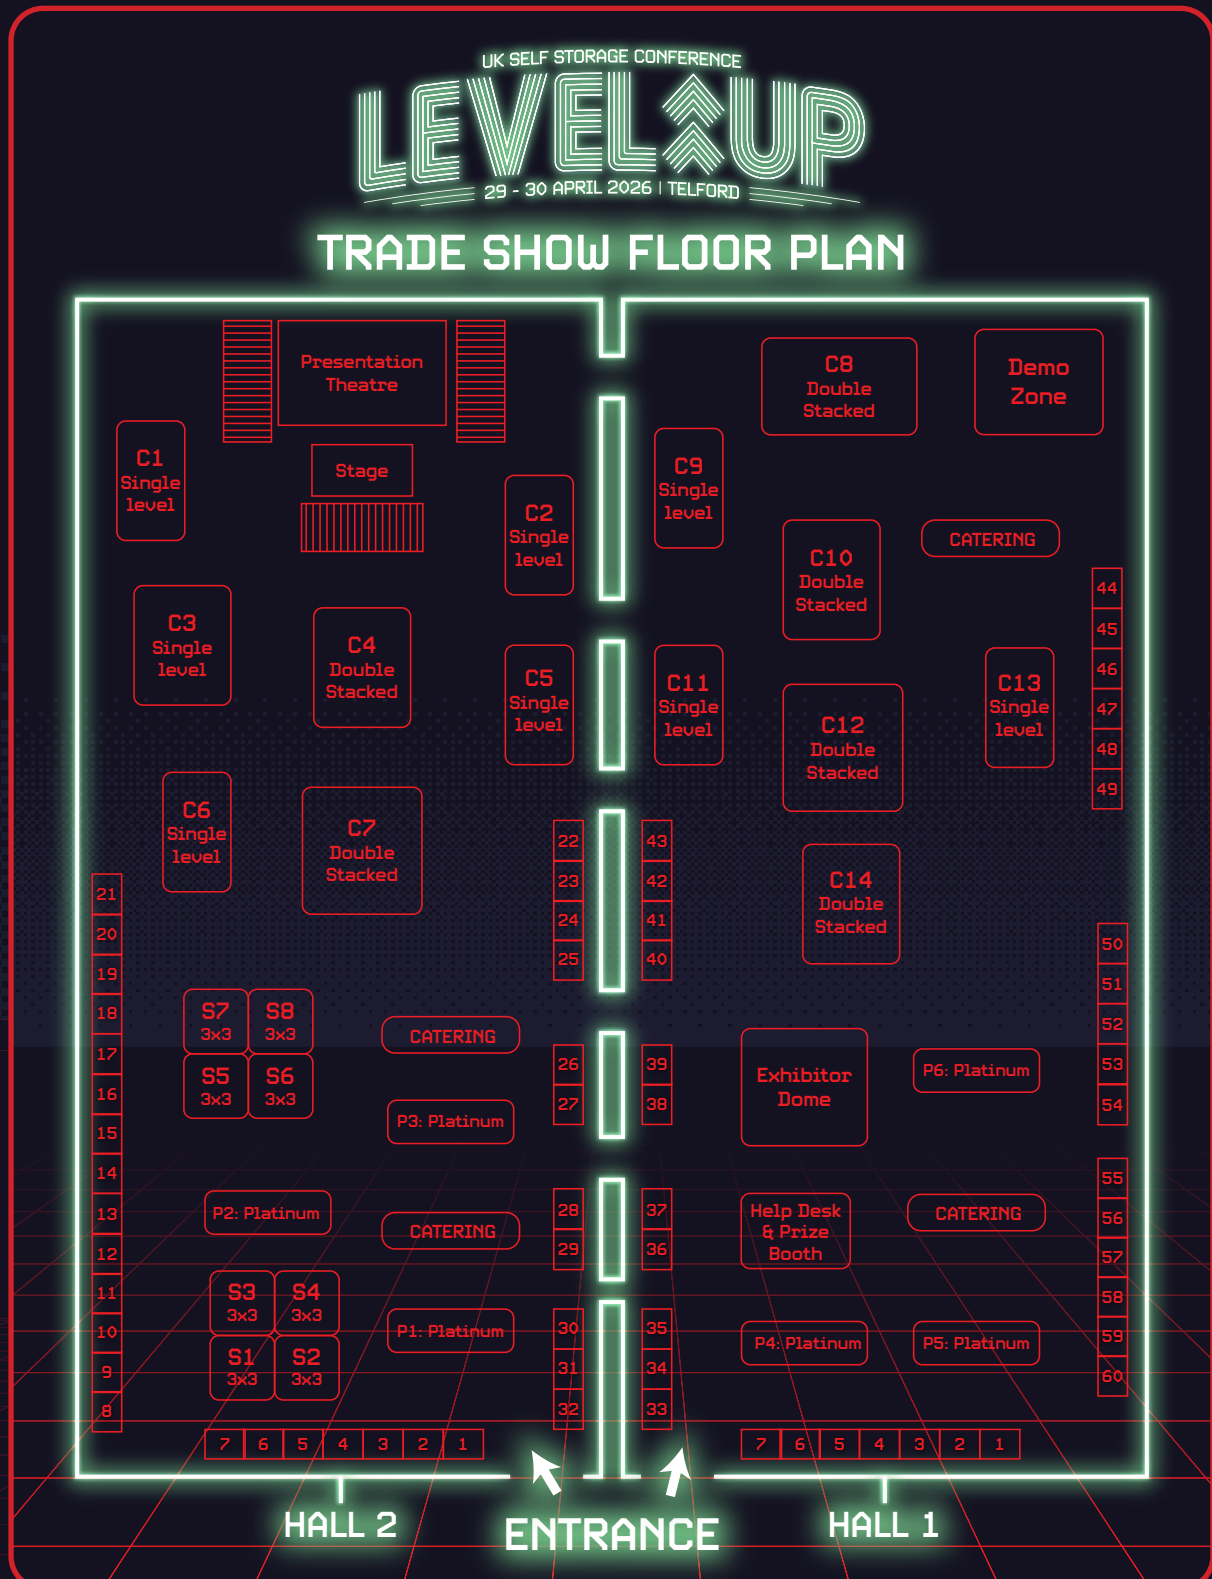 UK SELF STORAGE CONFERENCE
LEVEL UP
29 - 30 APRIL 2026 | TELFORD
TRADE SHOW FLOOR PLAN
Presentation
Theatre
Stage
C1
Single
level
C2
Single
level
C3
Single
level
C4
Double
Stacked
C5
Single
level
C6
Single
level
C7
Double
Stacked
21
20
19
18
17
16
15
14
13
12
11
10
9
8
22
23
24
25
26
27
28
29
30
31
32
S7
3x3
S8
3x3
S5
3x3
S6
3x3
CATERING
P3: Platinum
P2: Platinum
CATERING
S3
3x3
S4
3x3
S1
3x3
S2
3x3
P1: Platinum
7 6 5 4 3 2 1
C8
Double
Stacked
Demo
Zone
C9
Single
level
C10
Double
Stacked
CATERING
C11
Single
level
C12
Double
Stacked
C13
Single
level
C14
Double
Stacked
44
45
46
47
48
49
43
42
41
40
39
38
37
36
35
34
33
50
51
52
53
54
55
56
57
58
59
60
Exhibitor
Dome
P6: Platinum
Help Desk
& Prize
Booth
CATERING
P4: Platinum
P5: Platinum
7 6 5 4 3 2 1
HALL 2
ENTRANCE
HALL 1